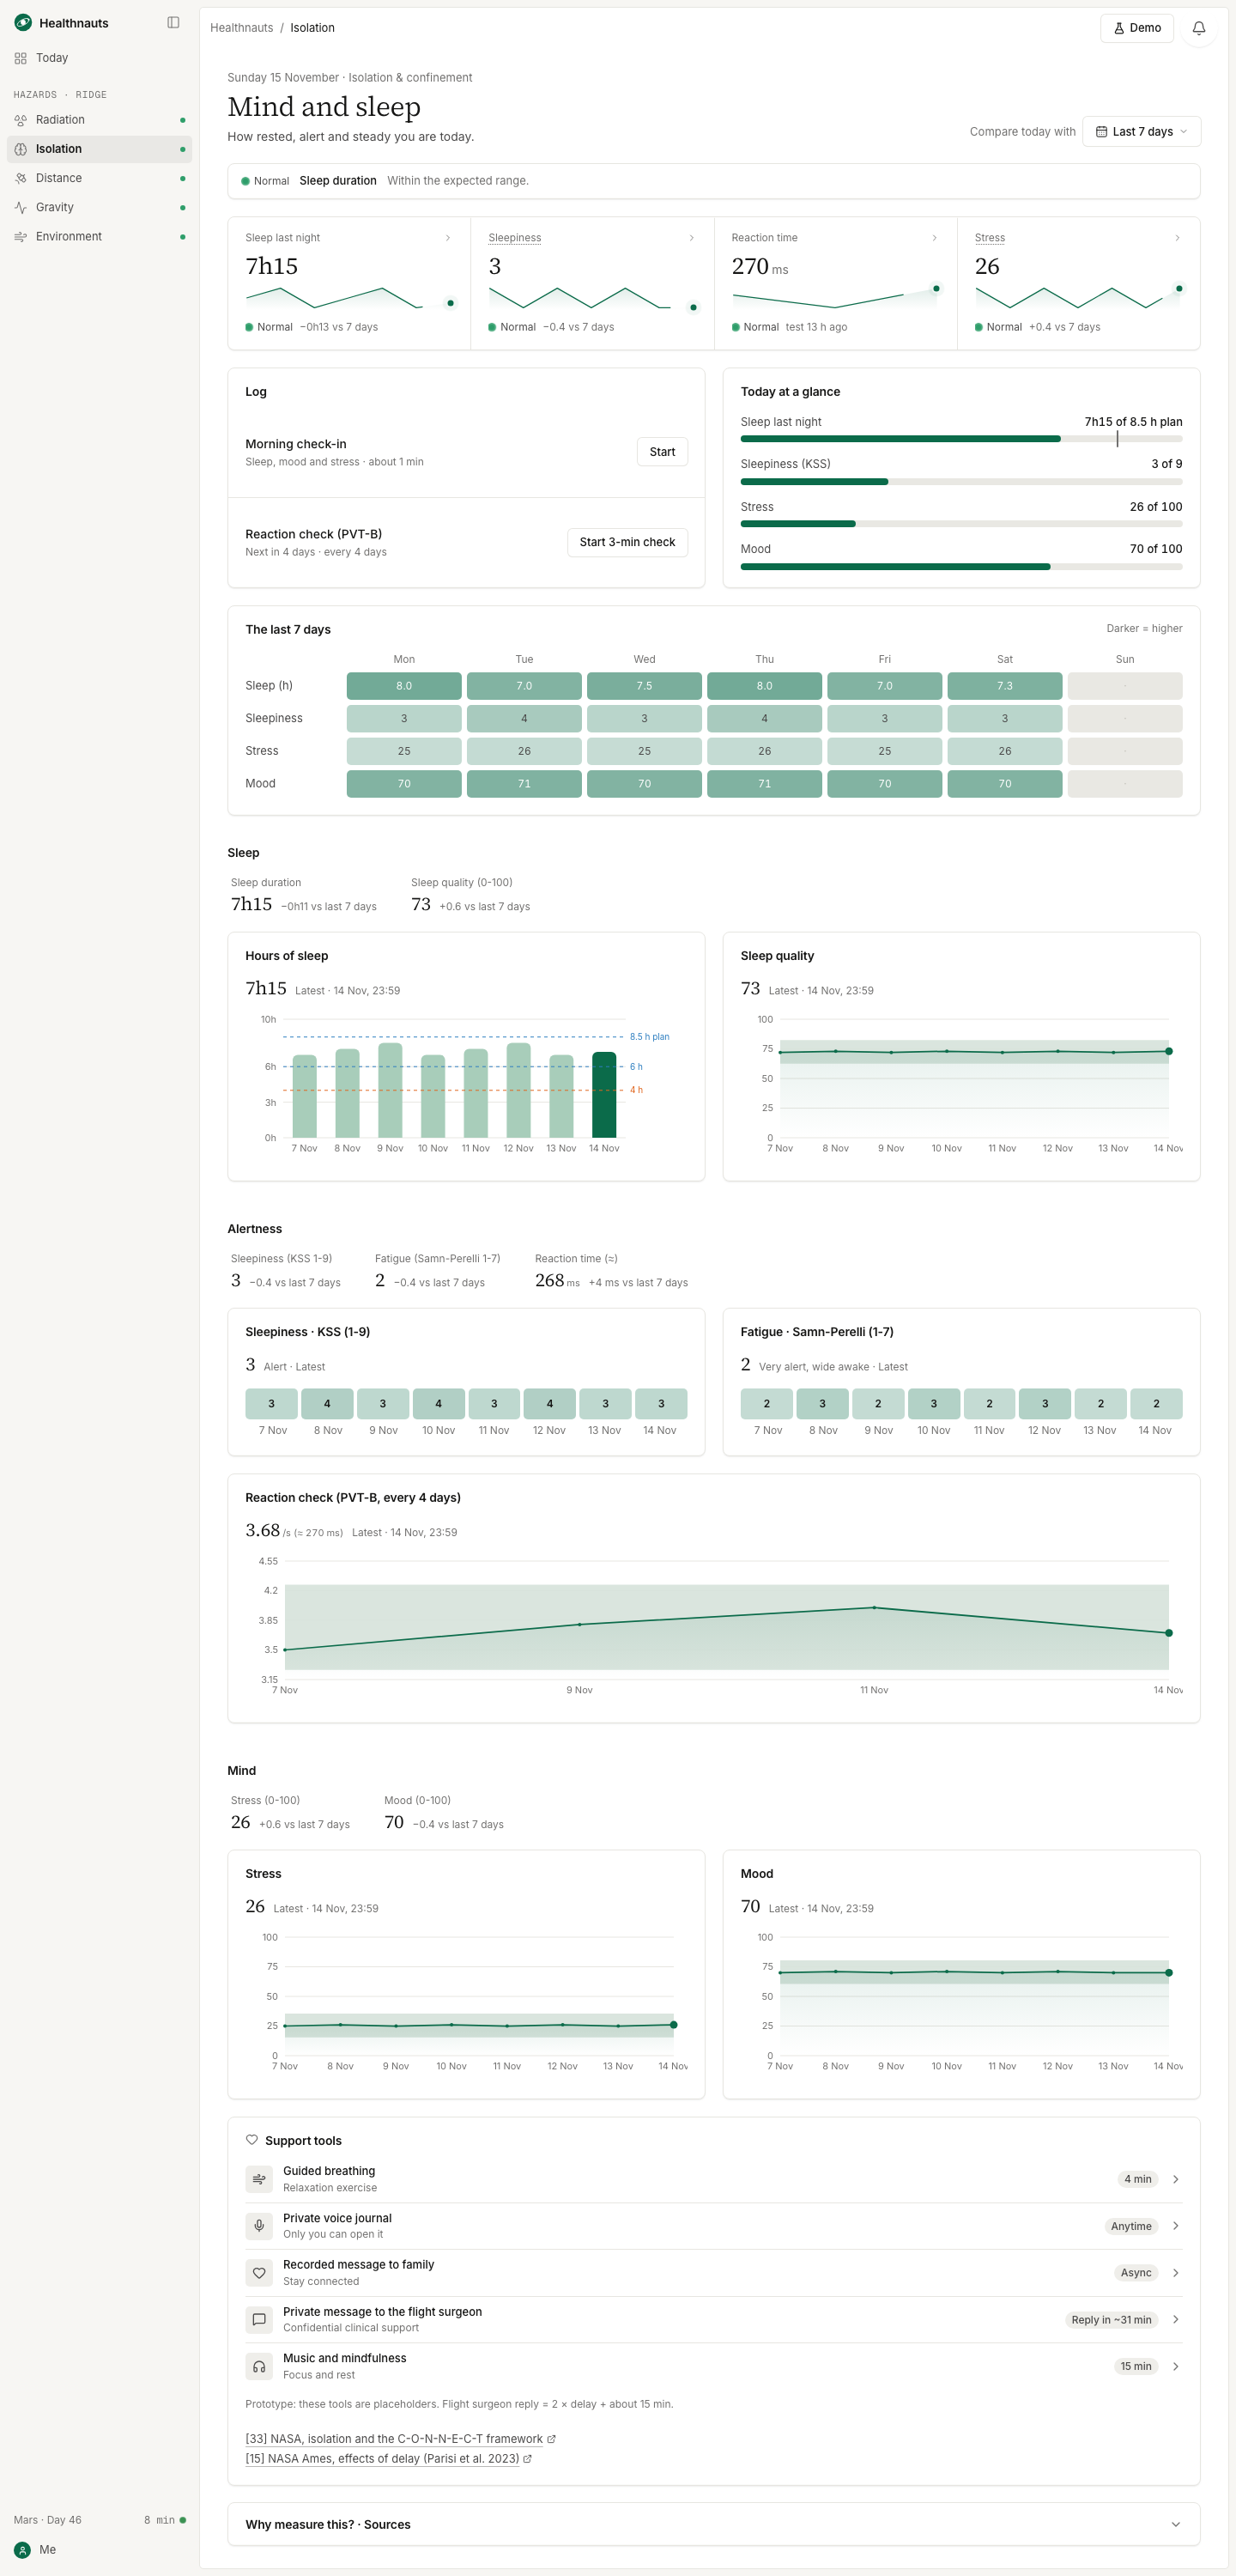 Healthnauts
Today
HAZARDS · RIDGE
Radiation
Isolation
Distance
Gravity
Environment
Mars · Day 46 8 min
Me
Healthnauts / Isolation
Demo
Sunday 15 November · Isolation & confinement
Mind and sleep
How rested, alert and steady you are today.
Compare today with Last 7 days
Normal Sleep duration Within the expected range.
Sleep last night
7h15
Normal −0h13 vs 7 days
Sleepiness
3
Normal −0.4 vs 7 days
Reaction time
270 ms
Normal test 13 h ago
Stress
26
Normal +0.4 vs 7 days
Log
Morning check-in
Sleep, mood and stress · about 1 min
Start
Reaction check (PVT-B)
Next in 4 days · every 4 days
Start 3-min check
Today at a glance
Sleep last night 7h15 of 8.5 h plan
Sleepiness (KSS) 3 of 9
Stress 26 of 100
Mood 70 of 100
The last 7 days Darker = higher
Mon Tue Wed Thu Fri Sat Sun
Sleep (h) 8.0 7.0 7.5 8.0 7.0 7.3 ·
Sleepiness 3 4 3 4 3 3 ·
Stress 25 26 25 26 25 26 ·
Mood 70 71 70 71 70 70 ·
Sleep
Sleep duration
7h15 −0h11 vs last 7 days
Sleep quality (0-100)
73 +0.6 vs last 7 days
Hours of sleep
7h15 Latest · 14 Nov, 23:59
10h
8.5 h plan
6h 6 h
4 h
3h
0h
7 Nov 8 Nov 9 Nov 10 Nov 11 Nov 12 Nov 13 Nov 14 Nov
Sleep quality
73 Latest · 14 Nov, 23:59
100
75
50
25
0
7 Nov 8 Nov 9 Nov 10 Nov 11 Nov 12 Nov 13 Nov 14 Nov
Alertness
Sleepiness (KSS 1-9)
3 −0.4 vs last 7 days
Fatigue (Samn-Perelli 1-7)
2 −0.4 vs last 7 days
Reaction time (≈)
268 ms +4 ms vs last 7 days
Sleepiness · KSS (1-9)
3 Alert · Latest
3 4 3 4 3 4 3 3
7 Nov 8 Nov 9 Nov 10 Nov 11 Nov 12 Nov 13 Nov 14 Nov
Fatigue · Samn-Perelli (1-7)
2 Very alert, wide awake · Latest
2 3 2 3 2 3 2 2
7 Nov 8 Nov 9 Nov 10 Nov 11 Nov 12 Nov 13 Nov 14 Nov
Reaction check (PVT-B, every 4 days)
3.68 /s (≈ 270 ms) Latest · 14 Nov, 23:59
4.55
4.2
3.85
3.5
3.15
7 Nov 9 Nov 11 Nov 14 Nov
Mind
Stress (0-100)
26 +0.6 vs last 7 days
Mood (0-100)
70 −0.4 vs last 7 days
Stress
26 Latest · 14 Nov, 23:59
100
75
50
25
0
7 Nov 8 Nov 9 Nov 10 Nov 11 Nov 12 Nov 13 Nov 14 Nov
Mood
70 Latest · 14 Nov, 23:59
100
75
50
25
0
7 Nov 8 Nov 9 Nov 10 Nov 11 Nov 12 Nov 13 Nov 14 Nov
Support tools
Guided breathing
Relaxation exercise
4 min
Private voice journal
Only you can open it
Anytime
Recorded message to family
Stay connected
Async
Private message to the flight surgeon
Confidential clinical support
Reply in ~31 min
Music and mindfulness
Focus and rest
15 min
Prototype: these tools are placeholders. Flight surgeon reply = 2 × delay + about 15 min.
[33] NASA, isolation and the C-O-N-N-E-C-T framework
[15] NASA Ames, effects of delay (Parisi et al. 2023)
Why measure this? · Sources